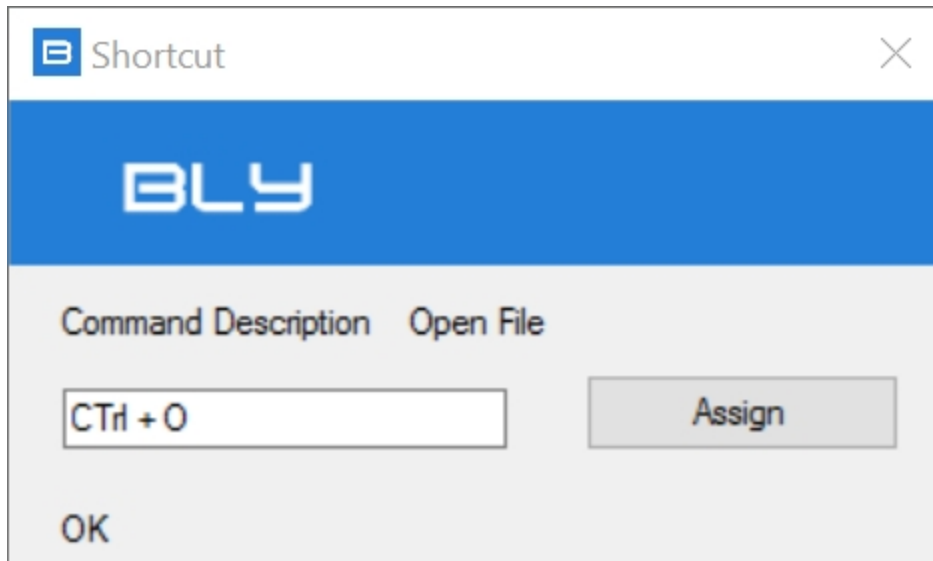 B Shortcut
BLY
Command Description Open File
CTrl + O Assign
OK